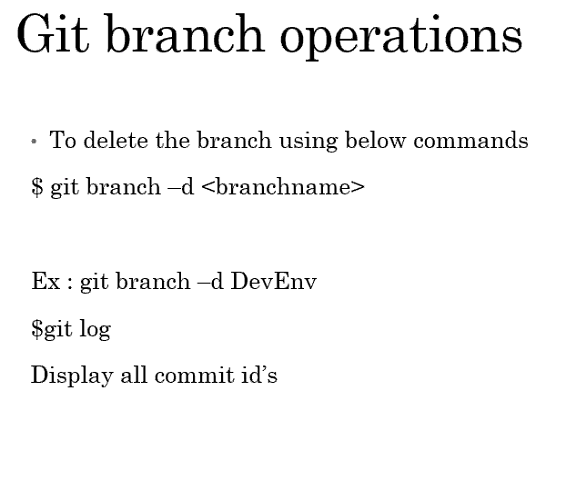 Git branch operations
• To delete the branch using below commands
$ git branch –d <branchname>
Ex : git branch –d DevEnv
$git log
Display all commit id’s